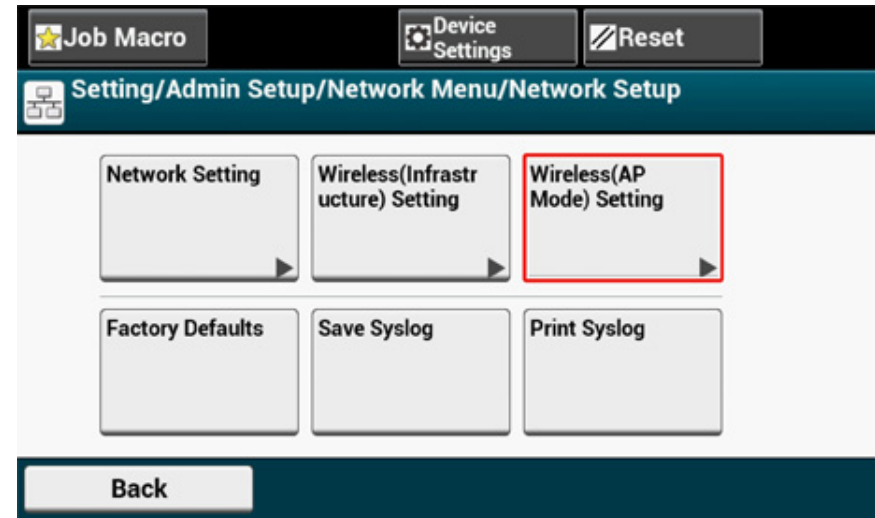 Job Macro
Device
Settings
Reset
Setting/Admin Setup/Network Menu/Network Setup
Network Setting
Wireless(Infrastr
ucture) Setting
Wireless(AP
Mode) Setting
Factory Defaults
Save Syslog
Print Syslog
Back